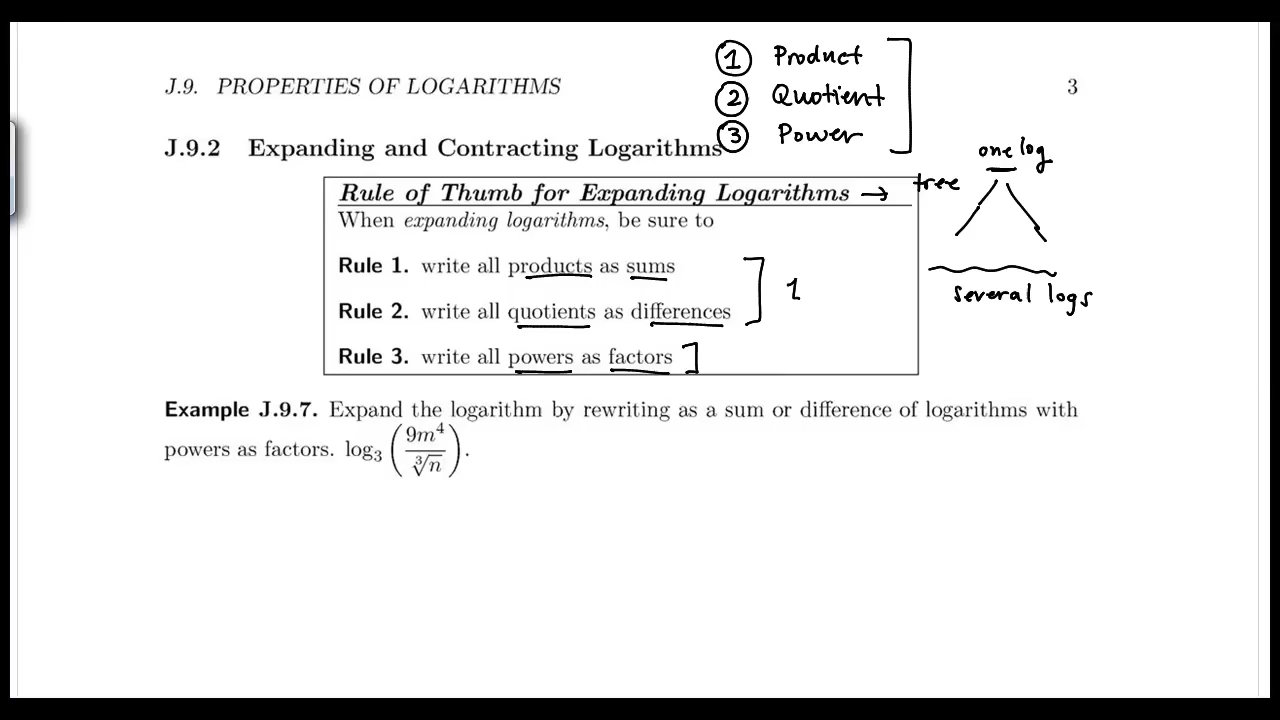 ① Product
② Quotient
③ Power
J.9. PROPERTIES OF LOGARITHMS 3
J.9.2 Expanding and Contracting Logarithms
one log
tree
several logs
Rule of Thumb for Expanding Logarithms →
When expanding logarithms, be sure to
Rule 1. write all products as sums
Rule 2. write all quotients as differences
1
Rule 3. write all powers as factors
Example J.9.7. Expand the logarithm by rewriting as a sum or difference of logarithms with
powers as factors. log₃ (9m⁴/∛n).